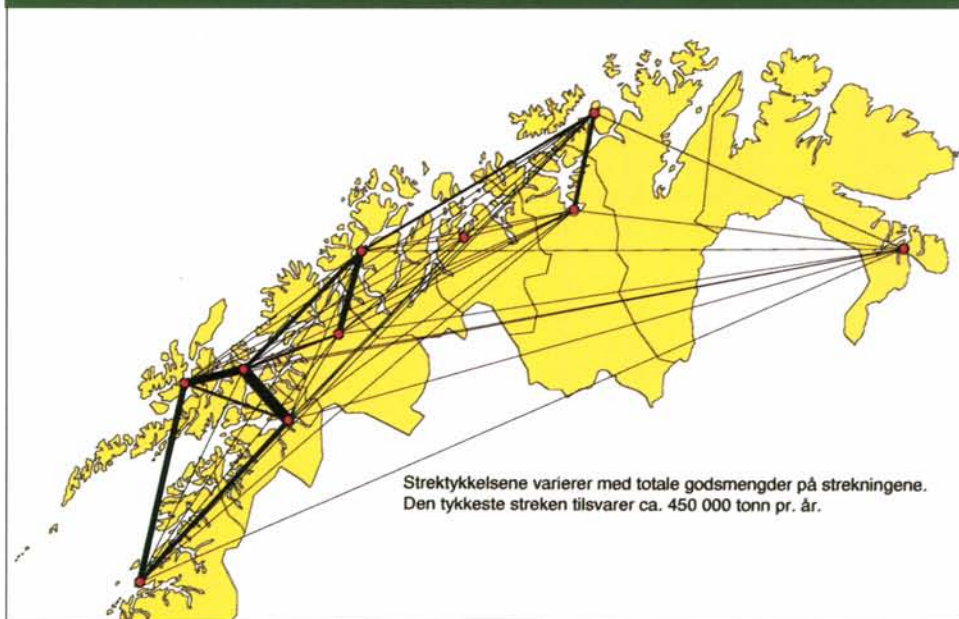 Strektykkelsene varierer med totale godsmengder på strekningene.
Den tykkeste streken tilsvarer ca. 450 000 tonn pr. år.